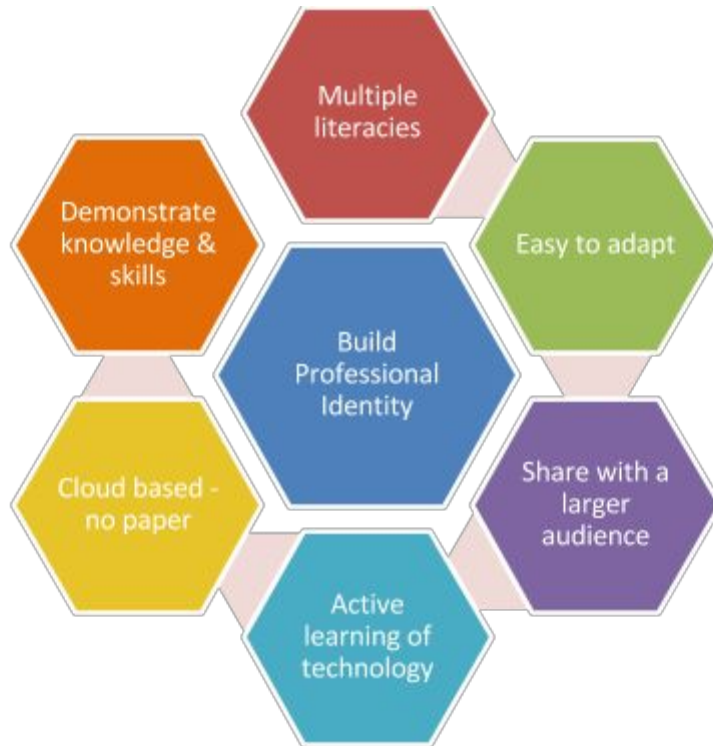 Multiple
literacies
Easy to adapt
Share with a
larger
audience
Active
learning of
technology
Cloud based -
no paper
Demonstrate
knowledge &
skills
Build
Professional
Identity